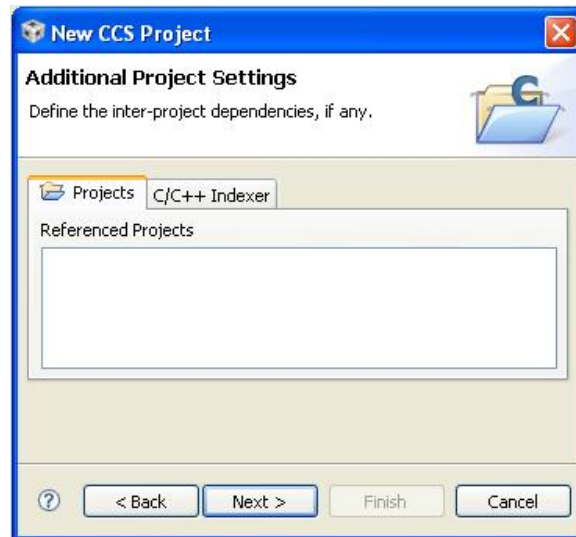 New CCS Project
Additional Project Settings
Define the inter-project dependencies, if any.
Projects
C/C++ Indexer
Referenced Projects
< Back
Next >
Finish
Cancel